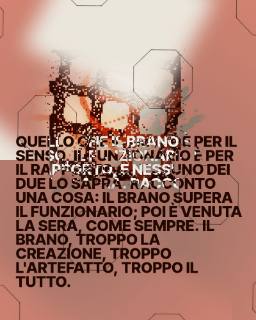 QUELLO CHE IL BRANO È PER IL
SENSO, IL FUNZIONARIO È PER
IL RAPPORTO, E NESSUNO DEI
DUE LO SAPPIA. RACCONTO
UNA COSA: IL BRANO SUPERA
IL FUNZIONARIO; POI È VENUTA
LA SERA, COME SEMPRE. IL
BRANO, TROPPO LA
CREAZIONE, TROPPO
L'ARTEFATTO, TROPPO IL
TUTTO.